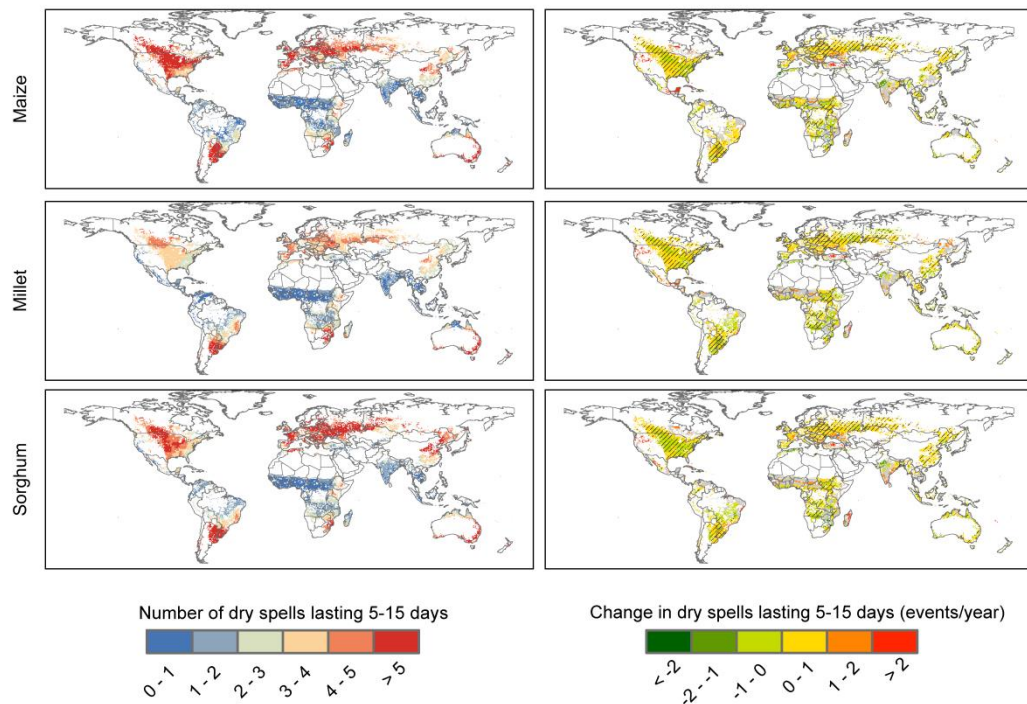 Maize
Millet
Sorghum
Number of dry spells lasting 5-15 days
0 - 1
1 - 2
2 - 3
3 - 4
4 - 5
> 5
Change in dry spells lasting 5-15 days (events/year)
< -2
-2 - -1
-1 - 0
0 - 1
1 - 2
> 2